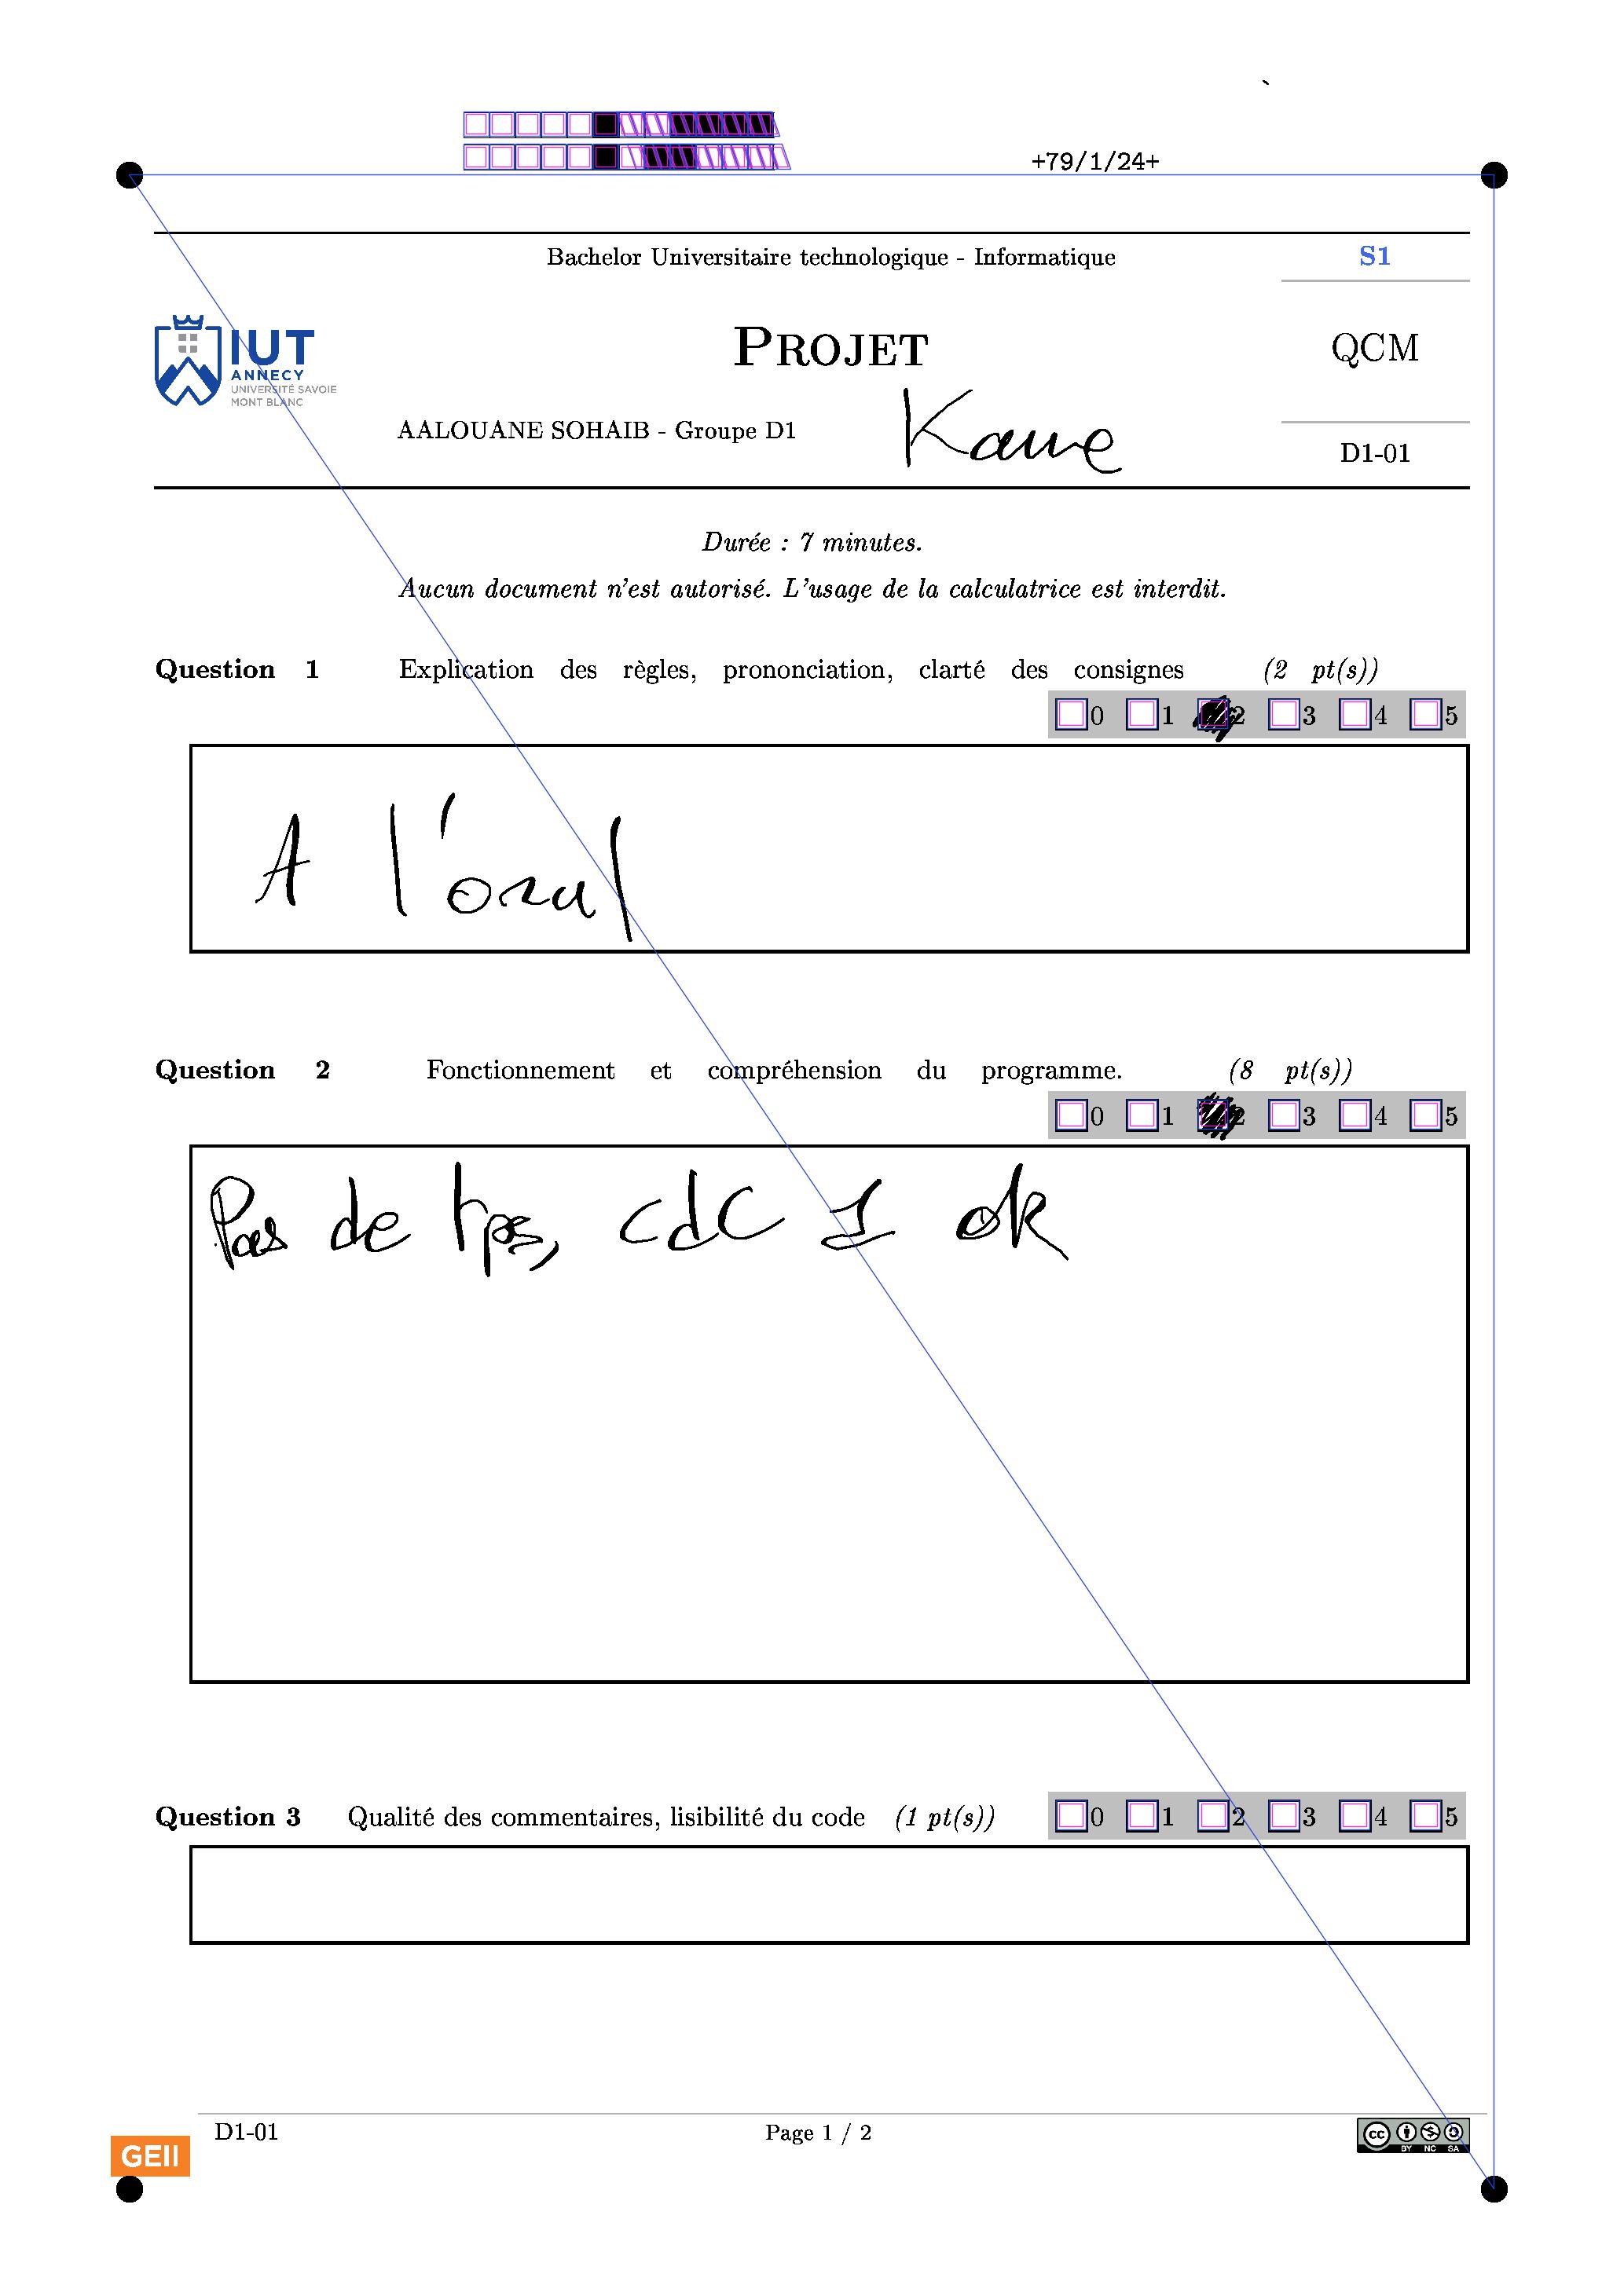 +79/1/24+
Bachelor Universitaire technologique - Informatique
S1
IUT
ANNECY
UNIVERSITÉ SAVOIE
MONT BLANC
PROJET
QCM
AALOUANE SOHAIB - Groupe D1
D1-01
Durée : 7 minutes.
Aucun document n'est autorisé. L'usage de la calculatrice est interdit.
Question 1 Explication des règles, prononciation, clarté des consignes (2 pt(s))
0 1 2 3 4 5
A l'oral
Question 2 Fonctionnement et compréhension du programme. (8 pt(s))
0 1 2 3 4 5
Pas de tps, cdC 1 ok
Question 3 Qualité des commentaires, lisibilité du code (1 pt(s)) 0 1 2 3 4 5
D1-01 Page 1 / 2
GEII
cc BY NC SA